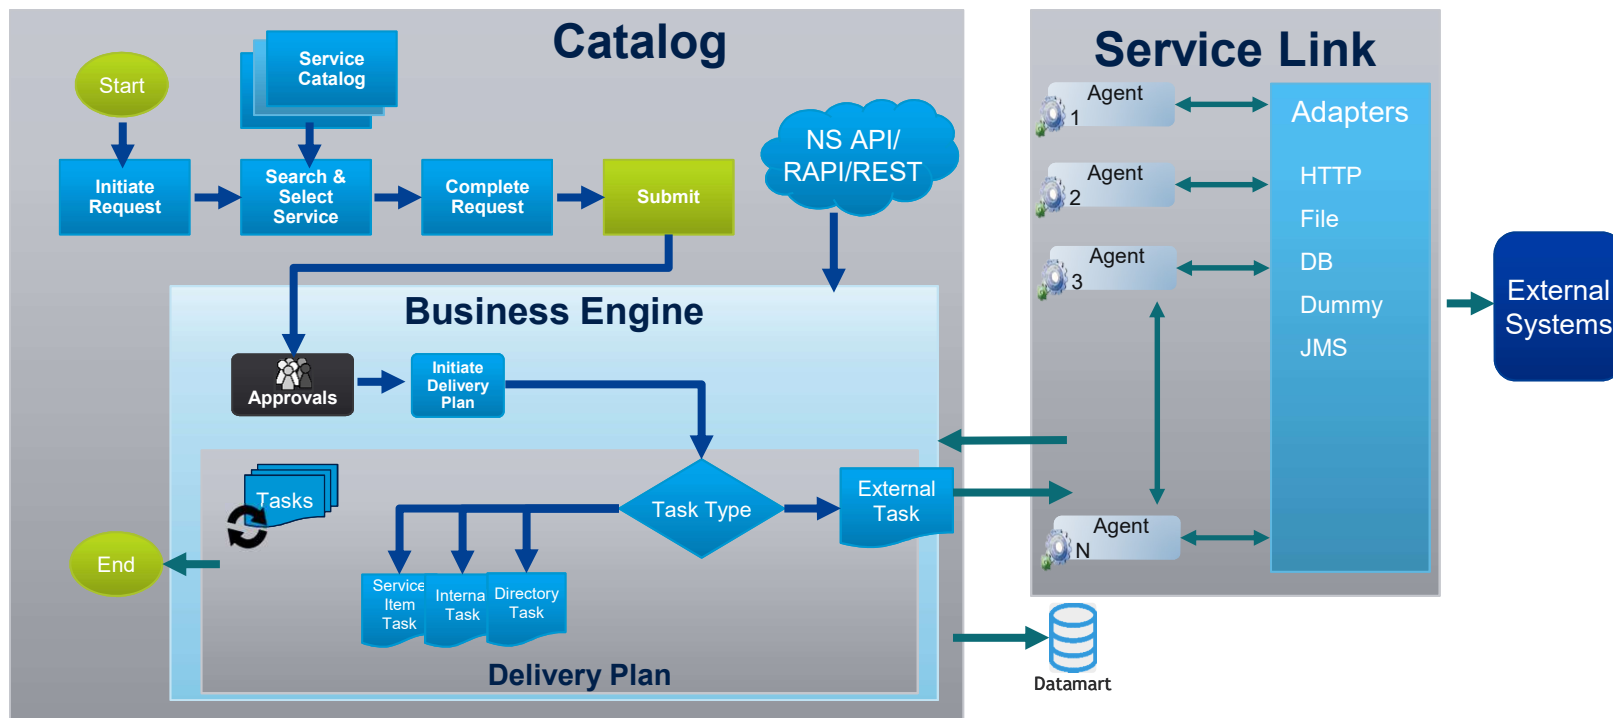 Catalog
Start
Service
Catalog
Initiate
Request
Search &
Select
Service
Complete
Request
Submit
NS API/
RAPI/REST
Business Engine
Approvals
Initiate
Delivery
Plan
Tasks
Task Type
External
Task
Service
Item
Task
Interna
Task
Directory
Task
End
Delivery Plan
Service Link
Agent
1
Agent
2
Agent
3
Agent
N
Adapters
HTTP
File
DB
Dummy
JMS
External
Systems
Datamart